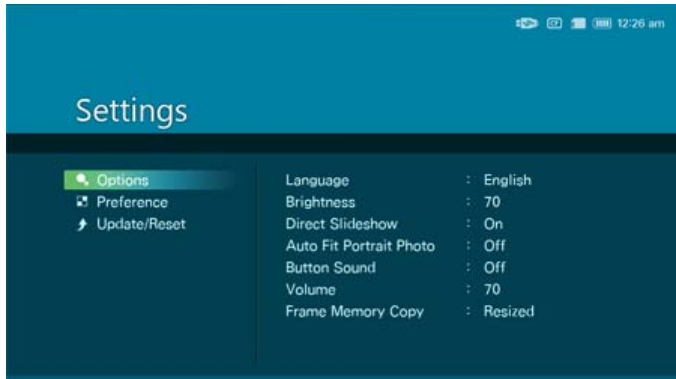 12:26 am
Settings
Options
Preference
Update/Reset
Language : English
Brightness : 70
Direct Slideshow : On
Auto Fit Portrait Photo : Off
Button Sound : Off
Volume : 70
Frame Memory Copy : Resized